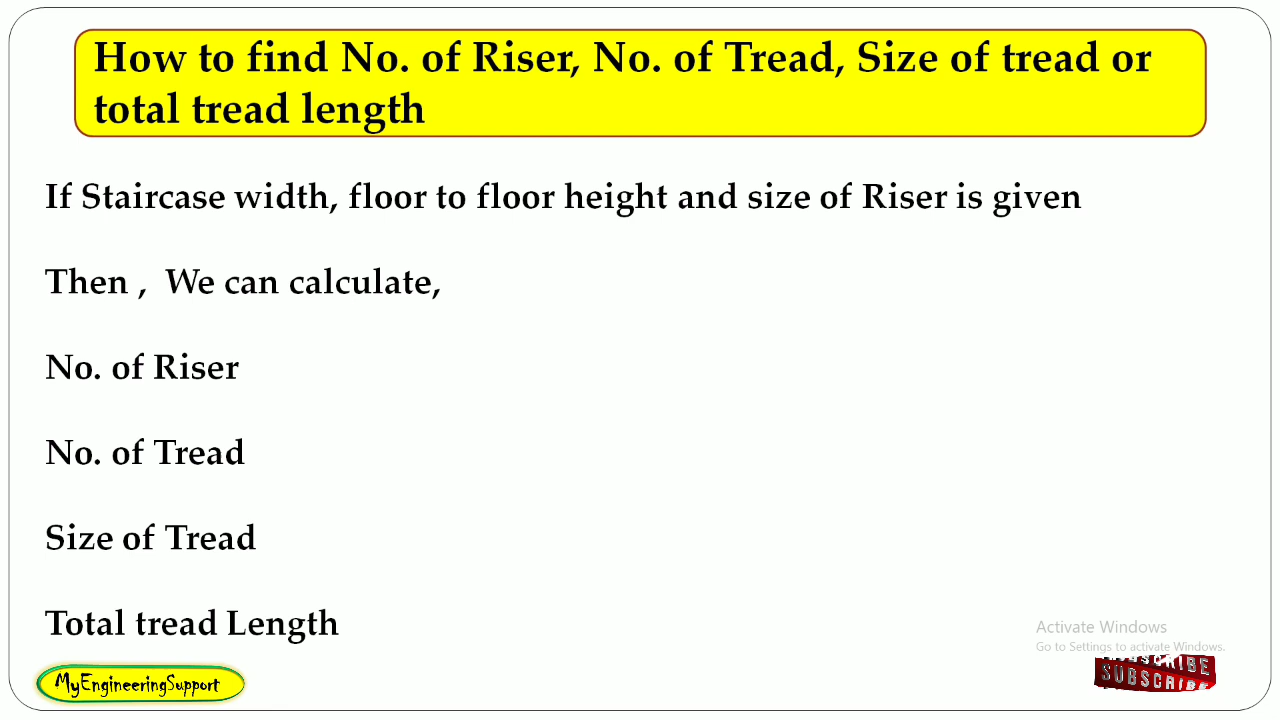 How to find No. of Riser, No. of Tread, Size of tread or
total tread length
If Staircase width, floor to floor height and size of Riser is given
Then , We can calculate,
No. of Riser
No. of Tread
Size of Tread
Total tread Length
Activate Windows
Go to Settings to activate Windows.
MyEngineeringSupport
SUBSCRIBE
SUBSCRIBE